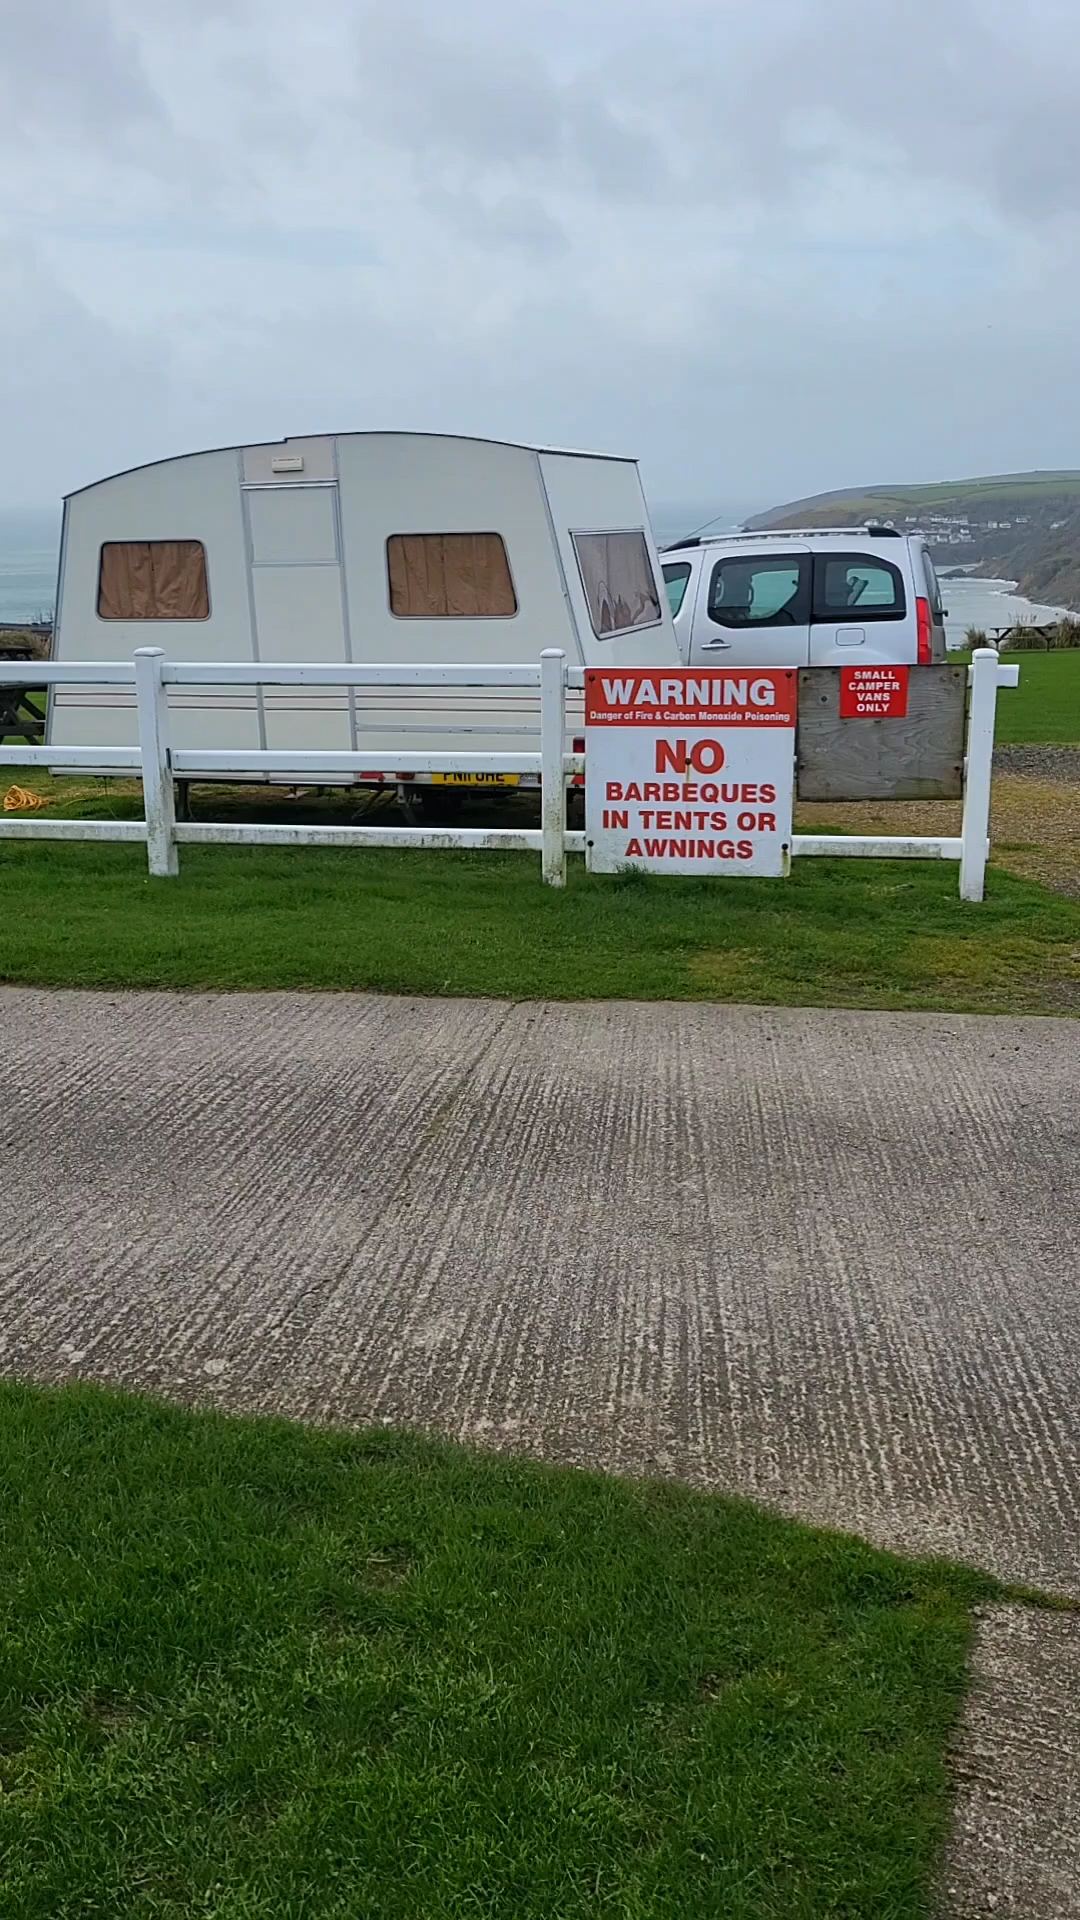 WARNING
Danger of Fire & Carbon Monoxide Poisoning
NO
BARBEQUES
IN TENTS OR
AWNINGS
SMALL
CAMPER
VANS
ONLY